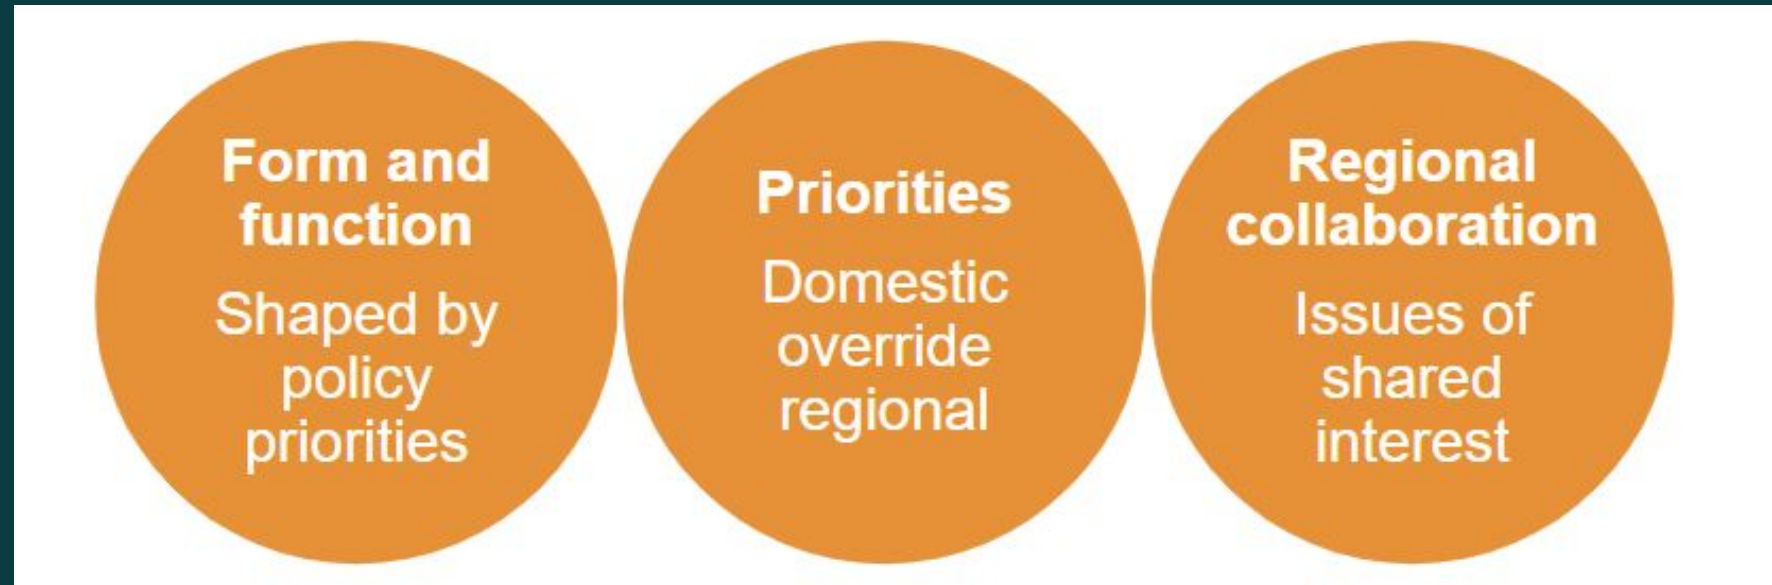 Form and
function
Shaped by
policy
priorities
Priorities
Domestic
override
regional
Regional
collaboration
Issues of
shared
interest